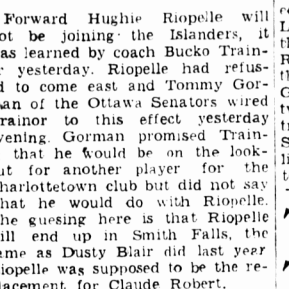 Forward Hughie Riopelle will
ot be joining the Islanders, it
as learned by coach Bucko Train-
r yesterday. Riopelle had refus-
d to come east and Tommy Gor-
an of the Ottawa Senators wired
rainor to this effect yesterday
vening. Gorman promised Train-
that he would be on the look-
ut for another player for the
harlottetown club but did not say
hat he would do with Riopelle.
he guesing here is that Riopelle
ill end up in Smith Falls, the
ame as Dusty Blair did last year
iopelle was supposed to be the re-
lacement for Claude Robert.